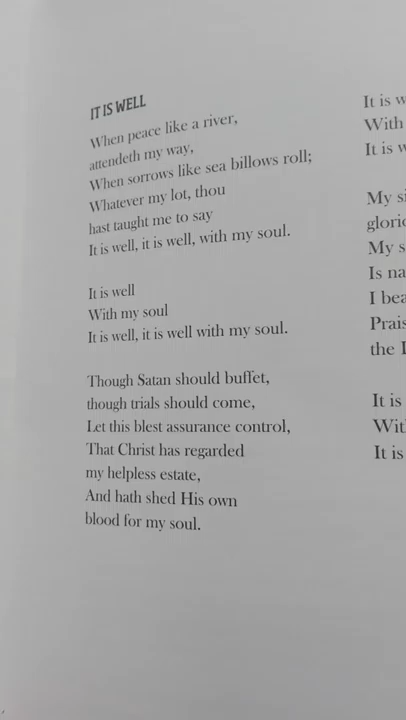 IT IS WELL
When peace like a river,
attendeth my way,
When sorrows like sea billows roll;
Whatever my lot, thou
hast taught me to say
It is well, it is well, with my soul.
It is well
With my soul
It is well, it is well with my soul.
Though Satan should buffet,
though trials should come,
Let this blest assurance control,
That Christ has regarded
my helpless estate,
And hath shed His own
blood for my soul.
It is
With
It is
My
My
Is
I
the
It is
It is